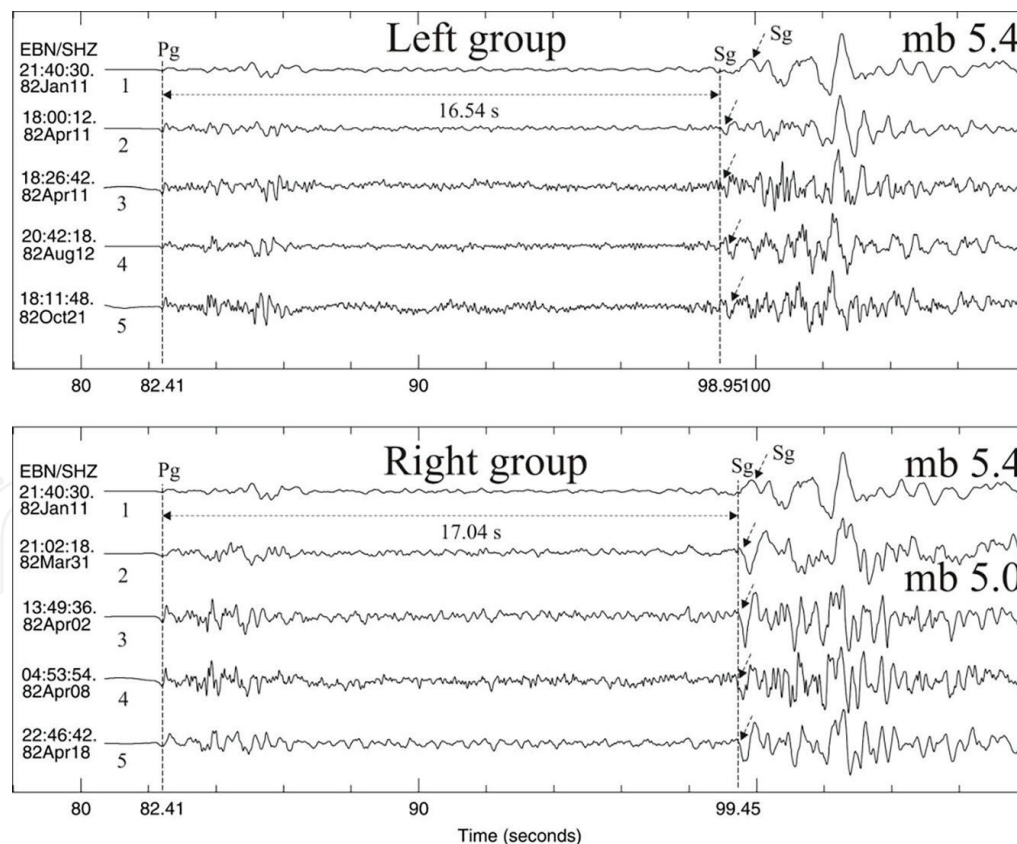 Left group
mb 5.4
EBN/SHZ
Pg
Sg
Sg
21:40:30.
82Jan11
1
16.54 s
18:00:12.
82Apr11
2
18:26:42.
82Apr11
3
20:42:18.
82Aug12
4
18:11:48.
82Oct21
5
80
82.41
90
98.95100
Right group
mb 5.4
EBN/SHZ
Pg
Sg
Sg
21:40:30.
82Jan11
1
17.04 s
21:02:18.
82Mar31
2
mb 5.0
13:49:36.
82Apr02
3
04:53:54.
82Apr08
4
22:46:42.
82Apr18
5
80
82.41
90
99.45
Time (seconds)